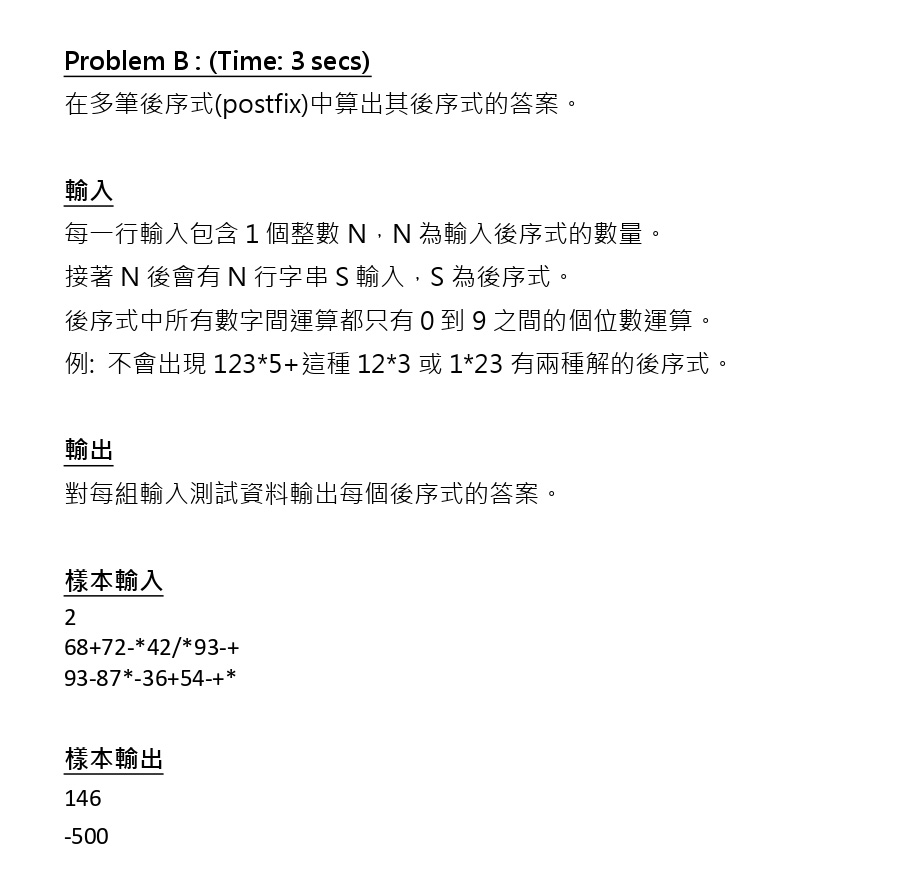 Problem B : (Time: 3 secs)
在多筆後序式(postfix)中算出其後序式的答案。
輸入
每一行輸入包含 1 個整數 N，N 為輸入後序式的數量。
接著 N 後會有 N 行字串 S 輸入，S 為後序式。
後序式中所有數字間運算都只有 0 到 9 之間的個位數運算。
例: 不會出現 123*5+這種 12*3 或 1*23 有兩種解的後序式。
輸出
對每組輸入測試資料輸出每個後序式的答案。
樣本輸入
2
68+72-*42/*93-+
93-87*-36+54-+*
樣本輸出
146
-500